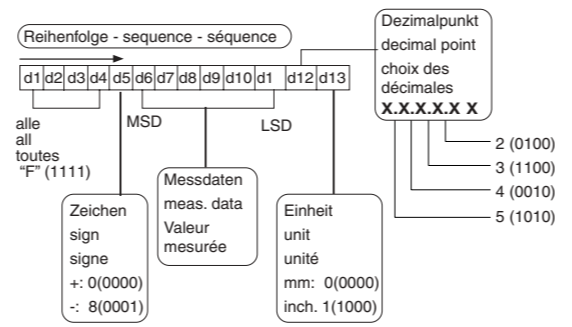 Reihenfolge - sequence - séquence
d1 d2 d3 d4 d5 d6 d7 d8 d9 d10 d1 d12 d13
MSD
LSD
alle
all
toutes
“F” (1111)
Zeichen
sign
signe
+: 0(0000)
-: 8(0001)
Messdaten
meas. data
Valeur
mesurée
Einheit
unit
unité
mm: 0(0000)
inch. 1(1000)
Dezimalpunkt
decimal point
choix des
décimales
X.X.X.X.X X
2 (0100)
3 (1100)
4 (0010)
5 (1010)